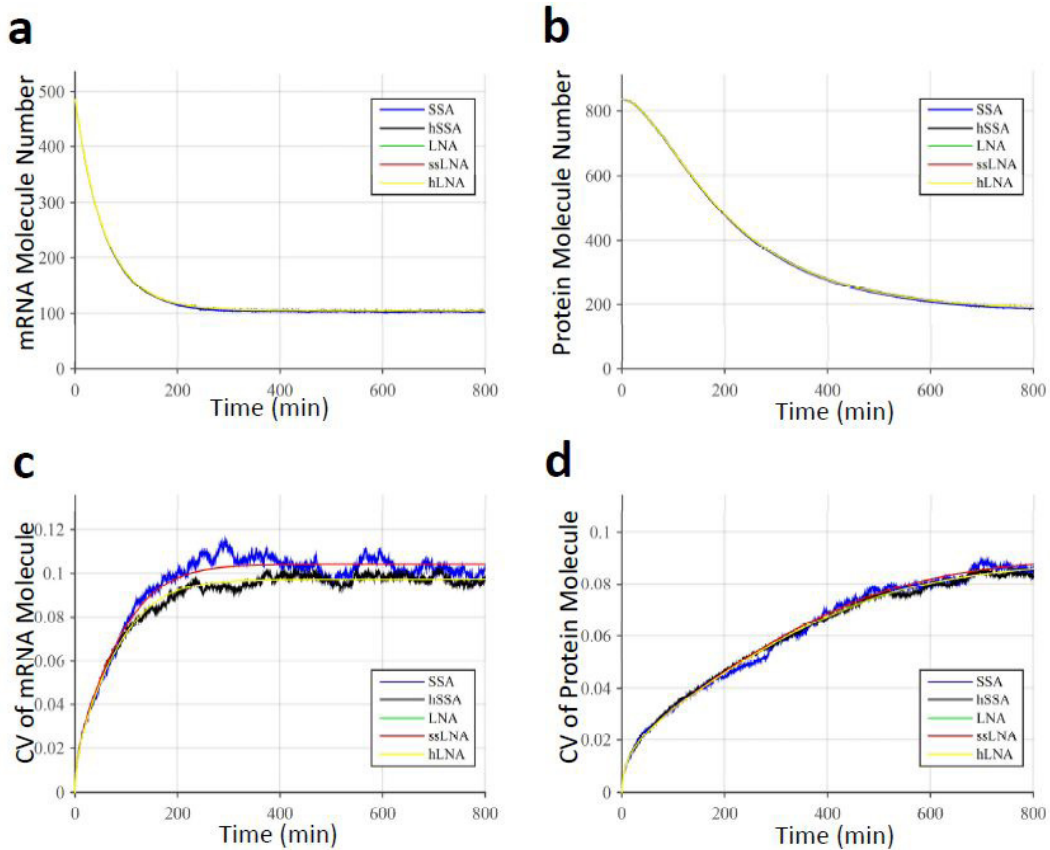 a
mRNA Molecule Number
500
400
300
200
100
0
0 200 400 600 800
Time (min)
SSA
hSSA
LNA
ssLNA
hLNA
b
Protein Molecule Number
800
600
400
200
0
0 200 400 600 800
Time (min)
SSA
hSSA
LNA
ssLNA
hLNA
c
CV of mRNA Molecule
0.12
0.1
0.08
0.06
0.04
0.02
0
0 200 400 600 800
Time (min)
SSA
hSSA
LNA
ssLNA
hLNA
d
CV of Protein Molecule
0.1
0.08
0.06
0.04
0.02
0
0 200 400 600 800
Time (min)
SSA
hSSA
LNA
ssLNA
hLNA